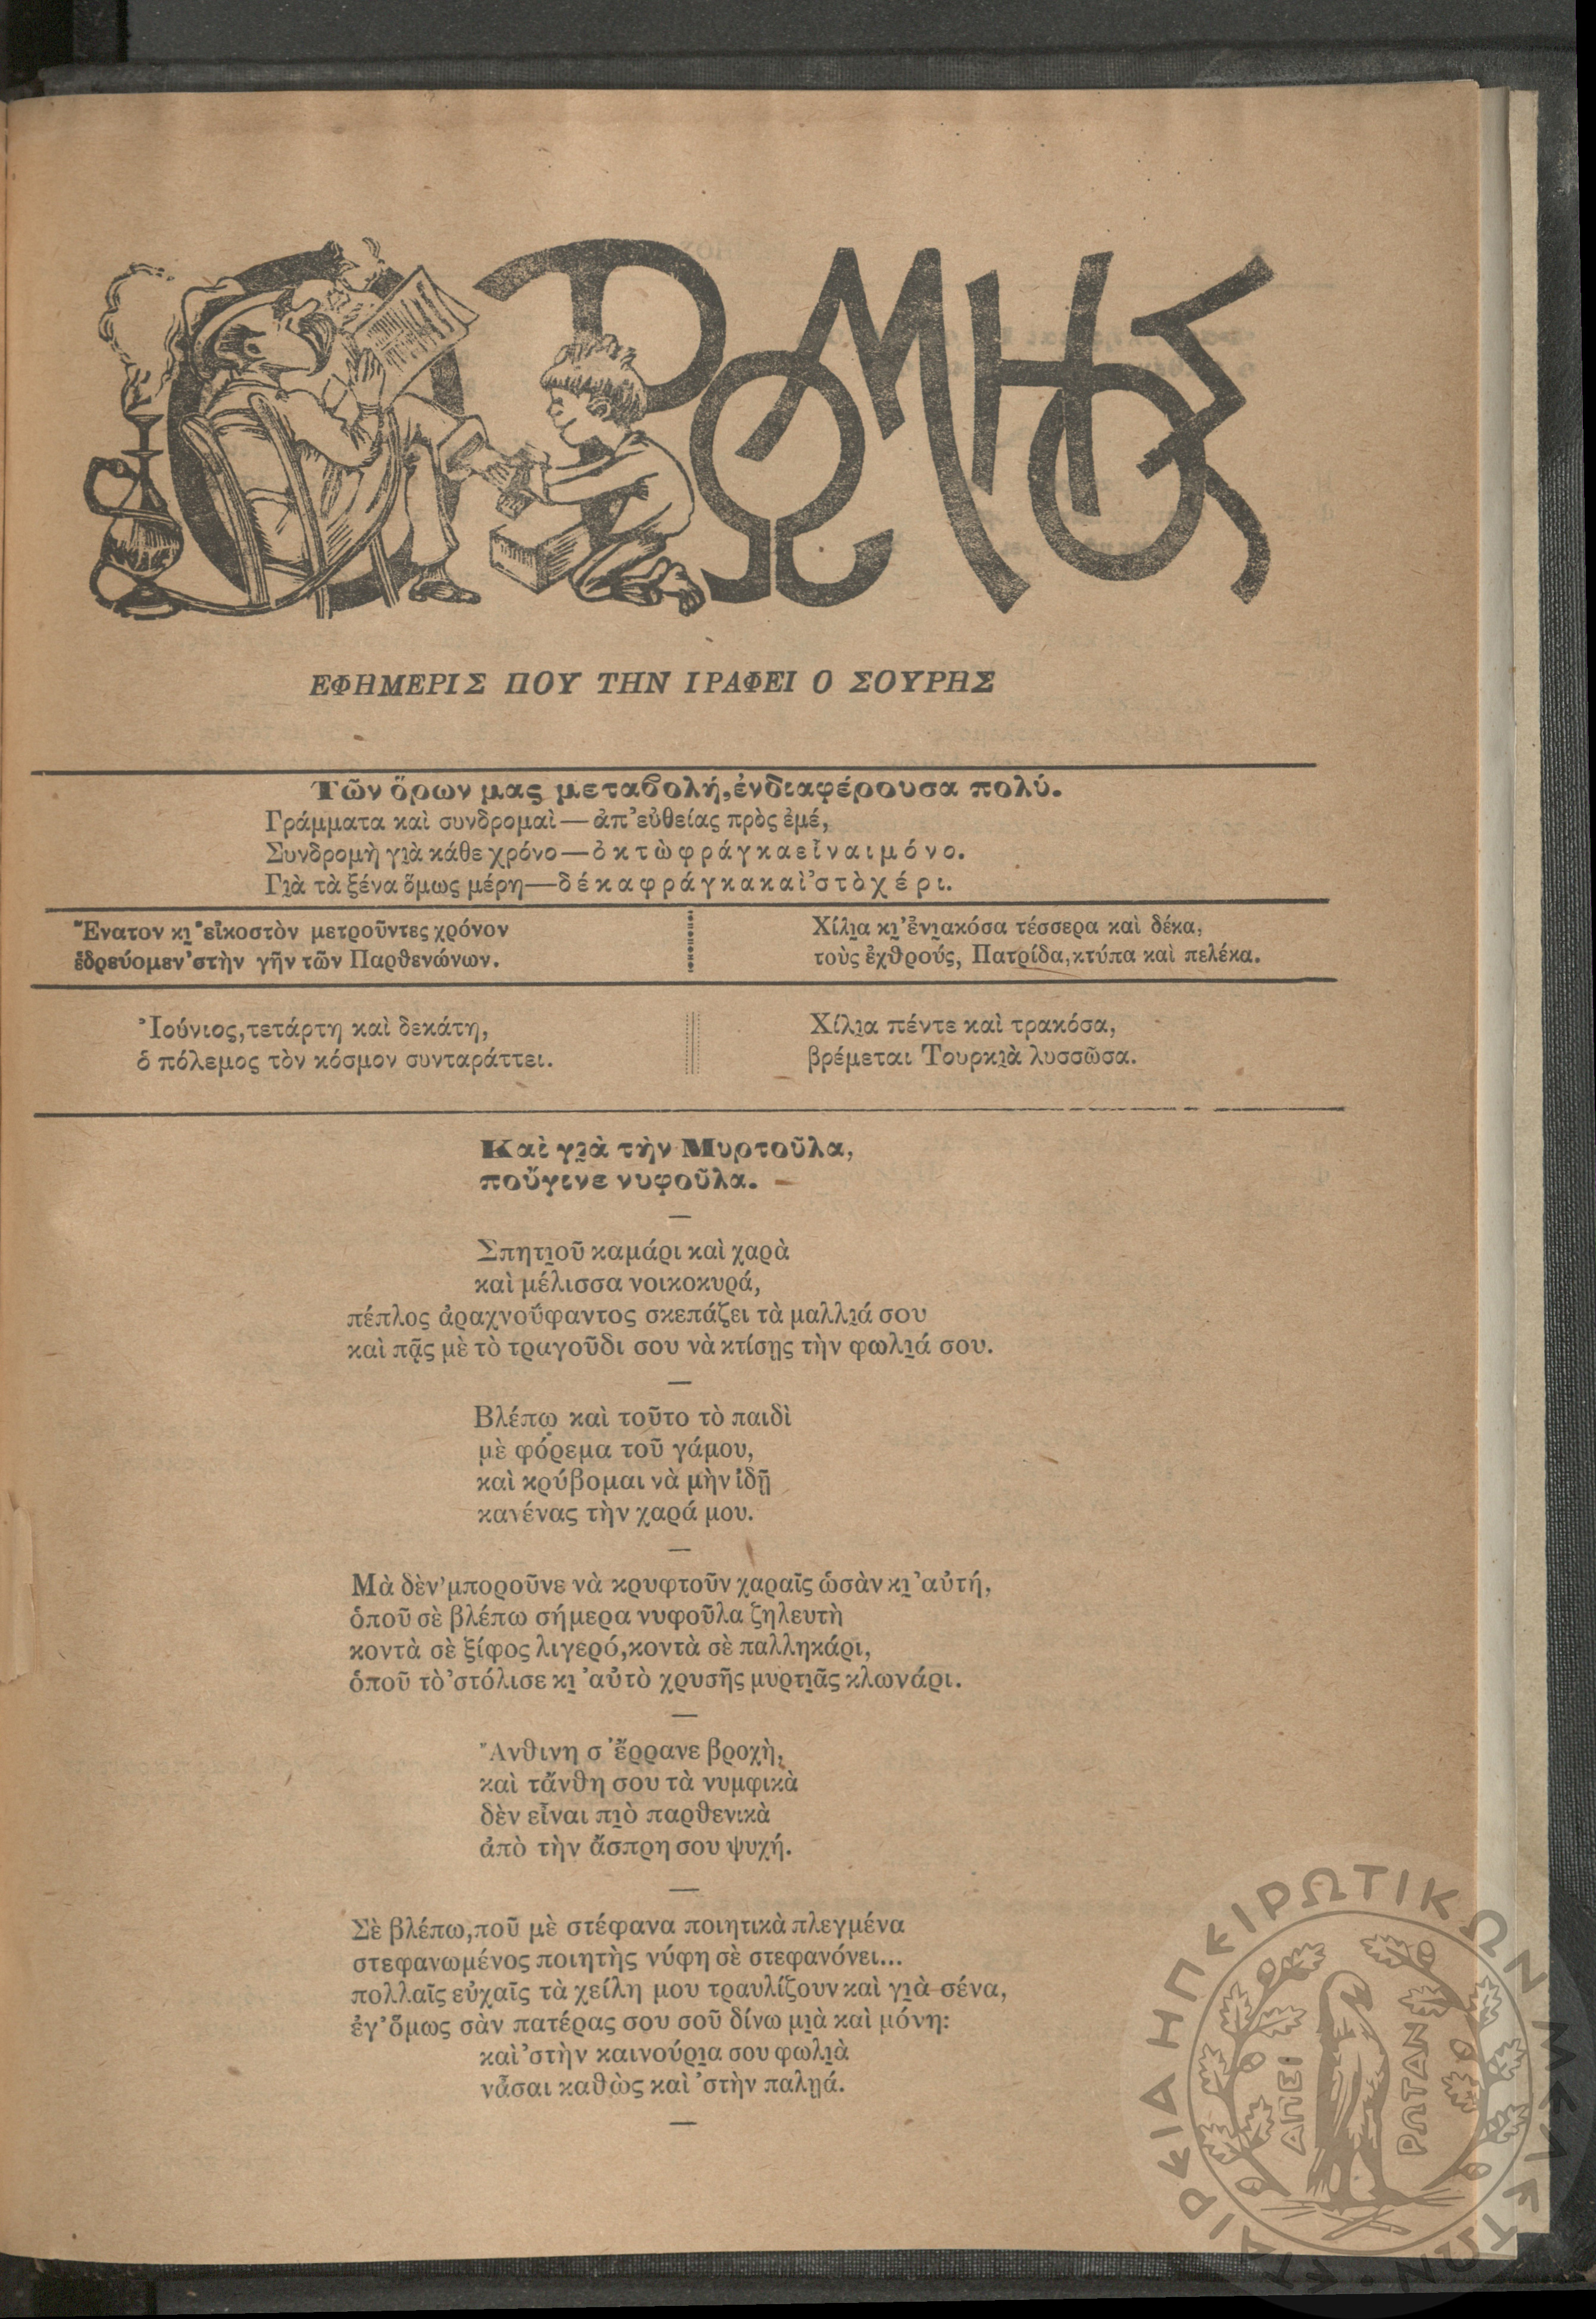 Ο ΡΩΜΗΟΣ
ΕΦΗΜΕΡΙΣ ΠΟΥ ΤΗΝ ΓΡΑΦΕΙ Ο ΣΟΥΡΗΣ
Τῶν ὅρων μας μεταβολή, ἐνδιαφέρουσα πολύ.
Γράμματα καὶ συνδρομαὶ — ἀπ’ εὐθείας πρὸς ἐμέ,
Συνδρομὴ γιὰ κάθε χρόνο — ὀκτὼ φράγκα εἶναι μόνο.
Γιὰ τὰ ξένα ὅμως μέρη — δέκα φράγκα καὶ ’στὸ χέρι.
Ἔνατον κι’ εἰκοστὸν μετροῦντες χρόνον
ἑδρεύομεν ’στὴν γῆν τῶν Παρθενώνων.
Χίλια κι’ ἐνιακόσα τέσσερα καὶ δέκα,
τοὺς ἐχθρούς, Πατρίδα, κτύπα καὶ πελέκα.
Ἰούνιος, τετάρτη καὶ δεκάτη,
ὁ πόλεμος τὸν κόσμον συνταράττει.
Χίλια πέντε καὶ τρακόσα,
βρέμεται Τουρκιὰ λυσσῶσα.
Καὶ γιὰ τὴν Μυρτοῦλα,
ποὔγινε νυφοῦλα.
Σπητιοῦ καμάρι καὶ χαρὰ
καὶ μέλισσα νοικοκυρά,
πέπλος ἀραχνοΰφαντος σκεπάζει τὰ μαλλιά σου
καὶ πᾷς μὲ τὸ τραγοῦδι σου νὰ κτίσῃς τὴν φωλιά σου.
Βλέπω καὶ τοῦτο τὸ παιδὶ
μὲ φόρεμα τοῦ γάμου,
καὶ κρύβομαι νὰ μὴν ἰδῇ
κανένας τὴν χαρά μου.
Μὰ δὲν ’μποροῦνε νὰ κρυφτοῦν χαραῖς ὡσὰν κι’ αὐτή,
ὁποῦ σὲ βλέπω σήμερα νυφοῦλα ζηλευτὴ
κοντὰ σὲ ξίφος λιγερό, κοντὰ σὲ παλληκάρι,
ὁποῦ τὸ ’στόλισε κι’ αὐτὸ χρυσῆς μυρτιᾶς κλωνάρι.
Ἄνθινη σ’ ἔρρανε βροχὴ,
καὶ τἄνθη σου τὰ νυμφικὰ
δὲν εἶναι πιὸ παρθενικὰ
ἀπὸ τὴν ἄσπρη σου ψυχή.
Σὲ βλέπω, ποῦ μὲ στέφανα ποιητικὰ πλεγμένα
στεφανωμένος ποιητὴς νύφη σὲ στεφανόνει...
πολλαῖς εὐχαῖς τὰ χείλη μου τραυλίζουν καὶ γιὰ σένα,
ἐγ’ ὅμως σὰν πατέρας σου σοῦ δίνω μιὰ καὶ μόνη:
καὶ ’στὴν καινούρια σου φωλιὰ
νἆσαι καθὼς καὶ ’στὴν παληά.
ΕΤΑΙΡΕΙΑ ΗΠΕΙΡΩΤΙΚΩΝ ΜΕΛΕΤΩΝ
ΑΠΕΙ ΡΩΤΑΝ